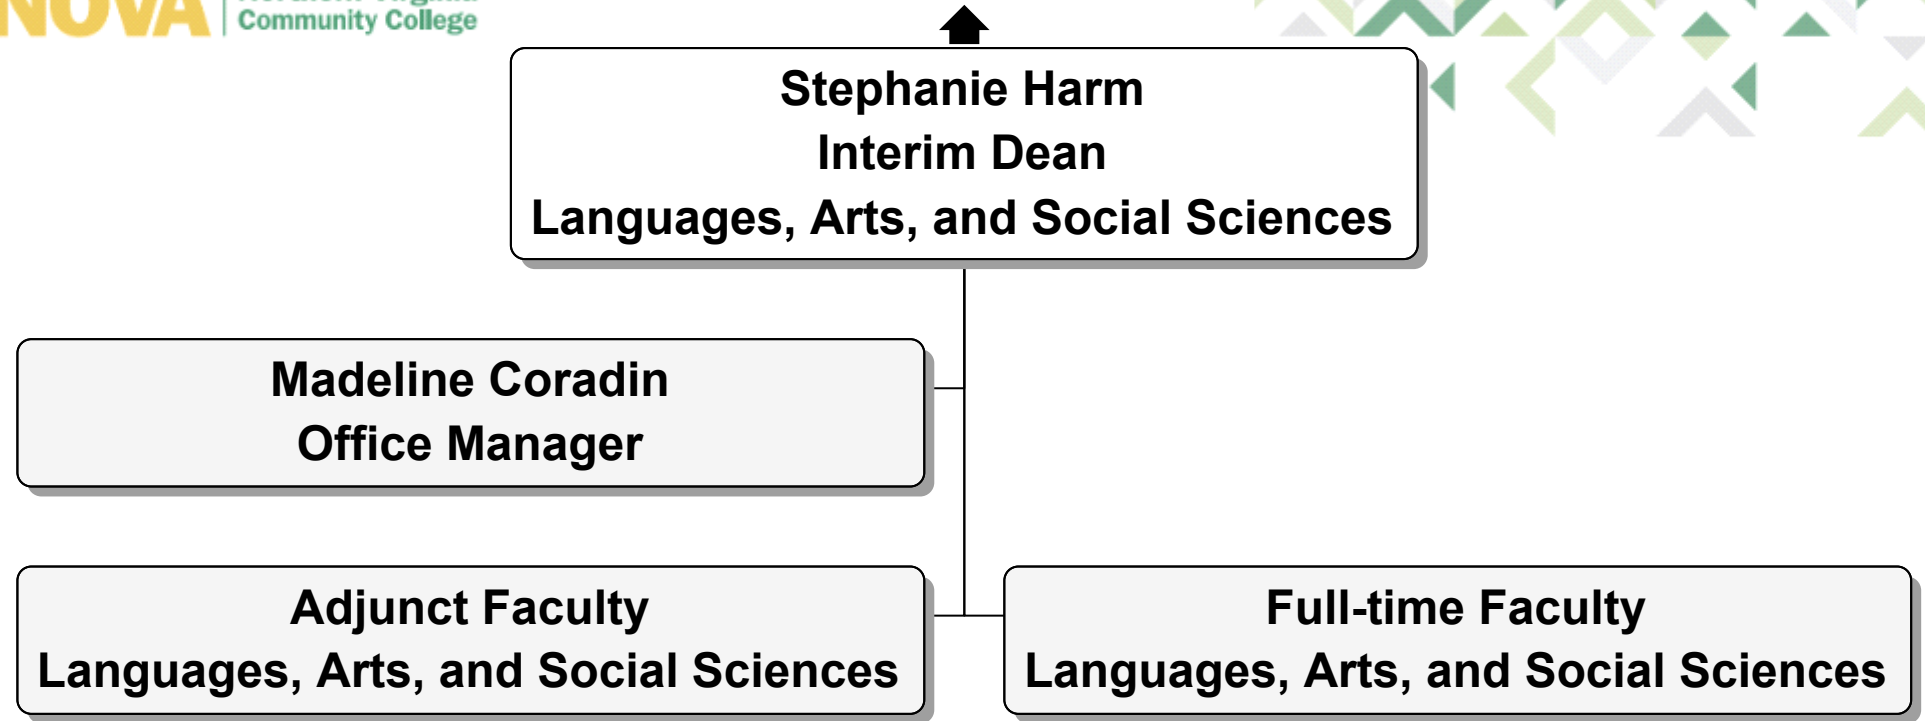 NOVA
Community College
Stephanie Harm
Interim Dean
Languages, Arts, and Social Sciences
Madeline Coradin
Office Manager
Adjunct Faculty
Languages, Arts, and Social Sciences
Full-time Faculty
Languages, Arts, and Social Sciences